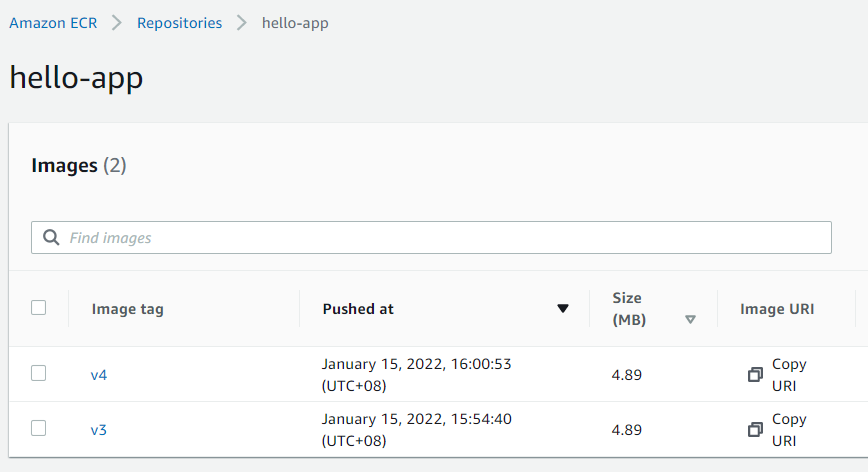 Amazon ECR > Repositories > hello-app
hello-app
Images (2)
Find images
Image tag Pushed at Size (MB) Image URI
v4 January 15, 2022, 16:00:53 (UTC+08) 4.89 Copy URI
v3 January 15, 2022, 15:54:40 (UTC+08) 4.89 Copy URI